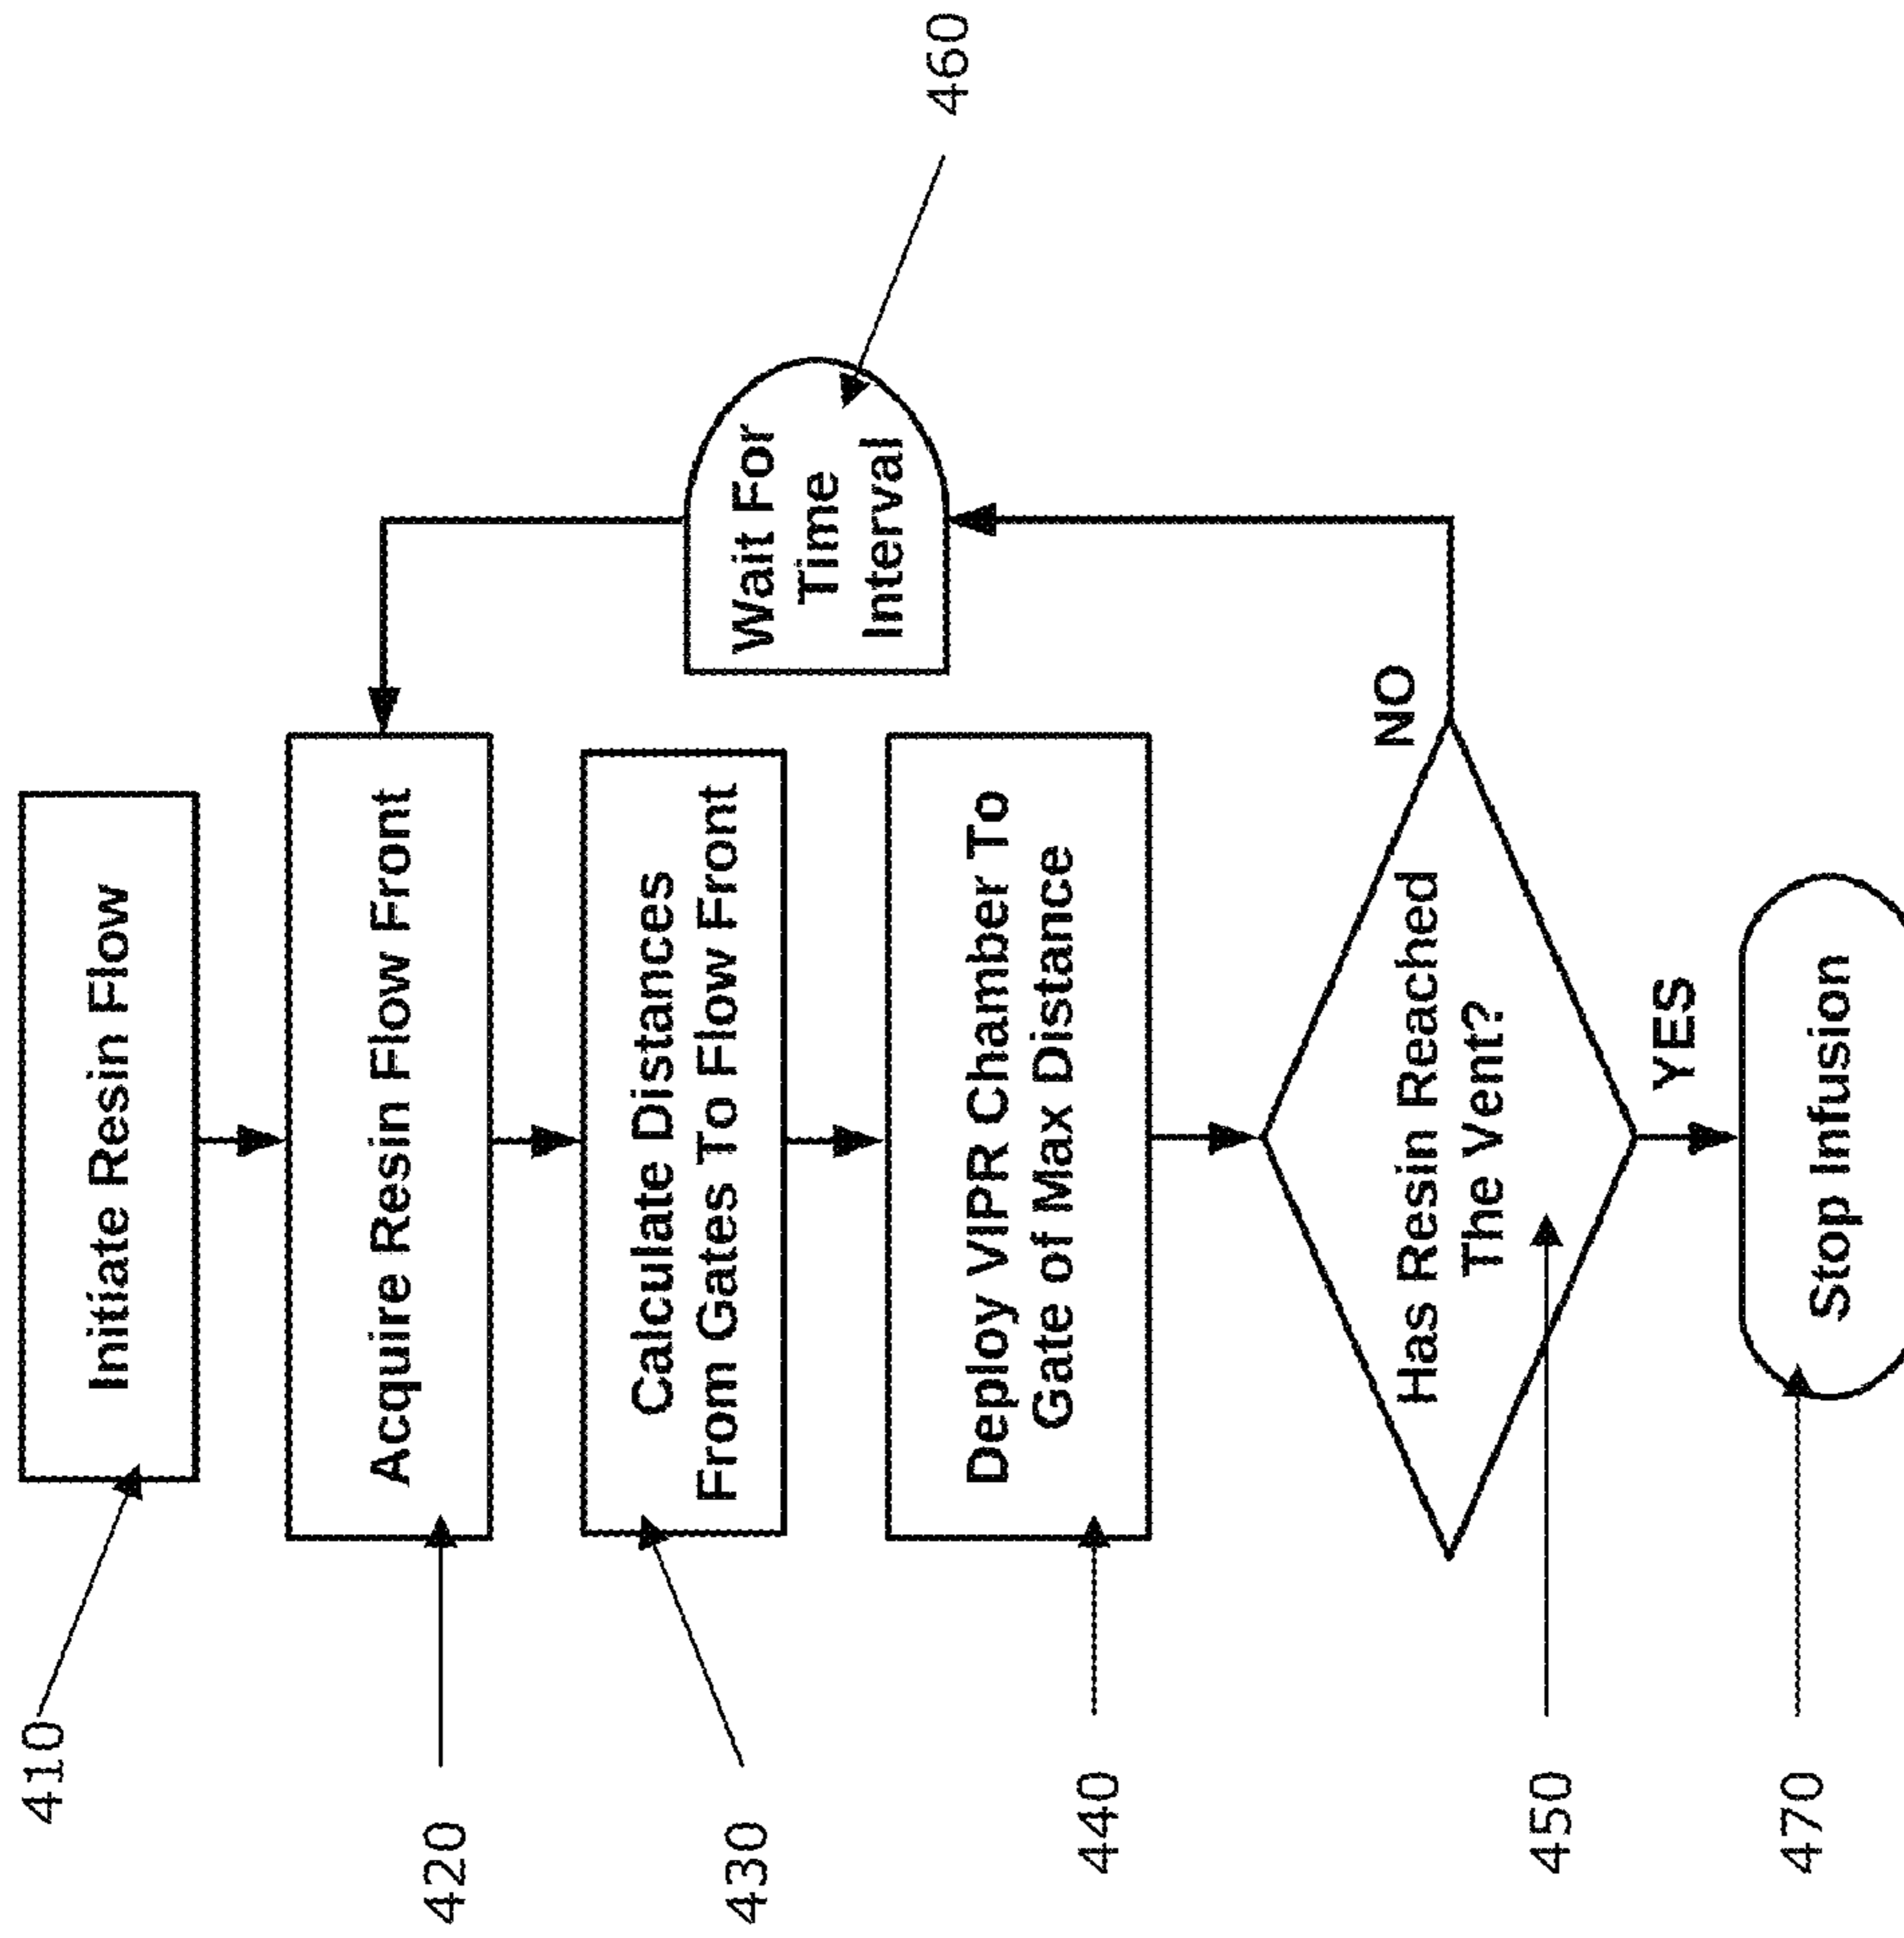 410
Initiate Resin Flow
420
Acquire Resin Flow Front
430
Calculate Distances
From Gates To Flow Front
440
Deploy VIPR Chamber To
Gate of Max Distance
450
Has Resin Reached
The Vent?
NO
460
Wait For
Time
Interval
YES
470
Stop Infusion